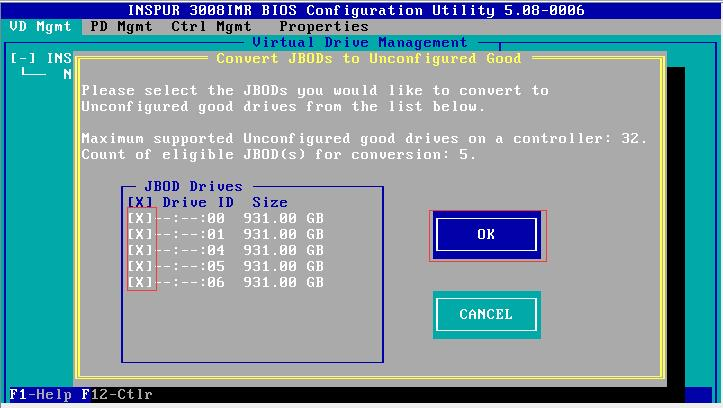 INSPUR 3008IMR BIOS Configuration Utility 5.08-0006
VD Mgmt PD Mgmt Ctrl Mgmt Properties
Virtual Drive Management
[-] INS
N
Convert JBODs to Unconfigured Good
Please select the JBODs you would like to convert to
Unconfigured good drives from the list below.
Maximum supported Unconfigured good drives on a controller: 32.
Count of eligible JBOD(s) for conversion: 5.
JBOD Drives
[X] Drive ID Size
[X]--:--:00 931.00 GB
[X]--:--:01 931.00 GB
[X]--:--:04 931.00 GB
[X]--:--:05 931.00 GB
[X]--:--:06 931.00 GB
OK
CANCEL
F1-Help F12-Ctlr